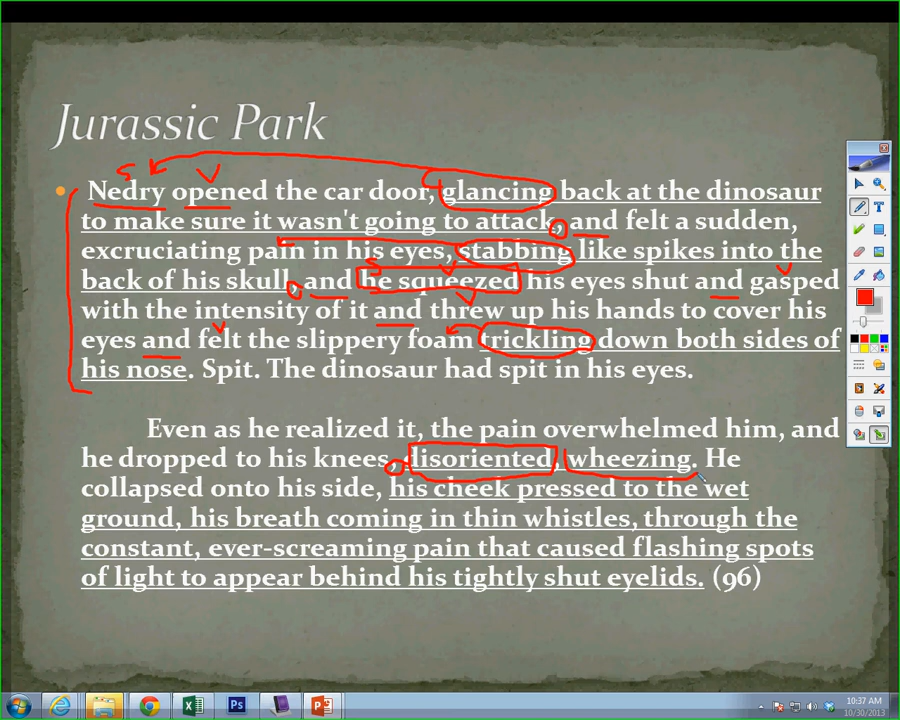 Jurassic Park
S V
Nedry opened the car door, glancing back at the dinosaur
to make sure it wasn't going to attack, and felt a sudden,
excruciating pain in his eyes, stabbing like spikes into the
S V V
back of his skull, and he squeezed his eyes shut and gasped
V
with the intensity of it and threw up his hands to cover his
V
eyes and felt the slippery foam trickling down both sides of
his nose. Spit. The dinosaur had spit in his eyes.
Even as he realized it, the pain overwhelmed him, and
he dropped to his knees, disoriented, wheezing. He
collapsed onto his side, his cheek pressed to the wet
ground, his breath coming in thin whistles, through the
constant, ever-screaming pain that caused flashing spots
of light to appear behind his tightly shut eyelids. (96)
T
Ps
10:37 AM
10/30/2013